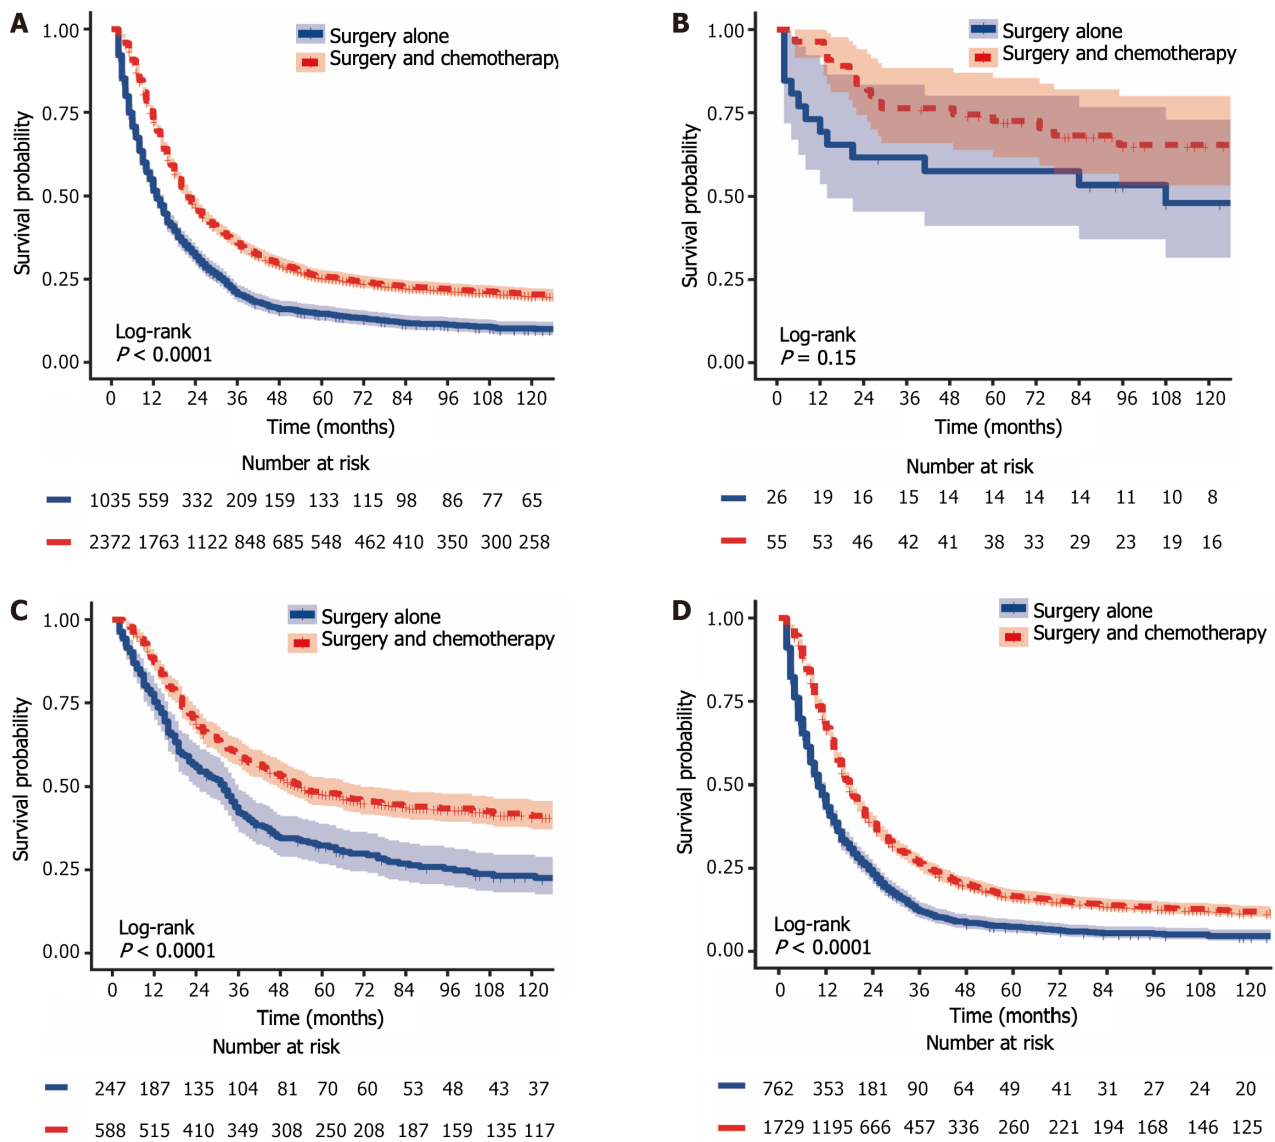 A
1.00
0.75
0.50
0.25
0.00
Survival probability
Surgery alone
Surgery and chemotherapy
Log-rank
P < 0.0001
0 12 24 36 48 60 72 84 96 108 120
Time (months)
Number at risk
1035 559 332 209 159 133 115 98 86 77 65
2372 1763 1122 848 685 548 462 410 350 300 258
B
1.00
0.75
0.50
0.25
0.00
Survival probability
Surgery alone
Surgery and chemotherapy
Log-rank
P = 0.15
0 12 24 36 48 60 72 84 96 108 120
Time (months)
Number at risk
26 19 16 15 14 14 14 14 11 10 8
55 53 46 42 41 38 33 29 23 19 16
C
1.00
0.75
0.50
0.25
0.00
Survival probability
Surgery alone
Surgery and chemotherapy
Log-rank
P < 0.0001
0 12 24 36 48 60 72 84 96 108 120
Time (months)
Number at risk
247 187 135 104 81 70 60 53 48 43 37
588 515 410 349 308 250 208 187 159 135 117
D
1.00
0.75
0.50
0.25
0.00
Survival probability
Surgery alone
Surgery and chemotherapy
Log-rank
P < 0.0001
0 12 24 36 48 60 72 84 96 108 120
Time (months)
Number at risk
762 353 181 90 64 49 41 31 27 24 20
1729 1195 666 457 336 260 221 194 168 146 125